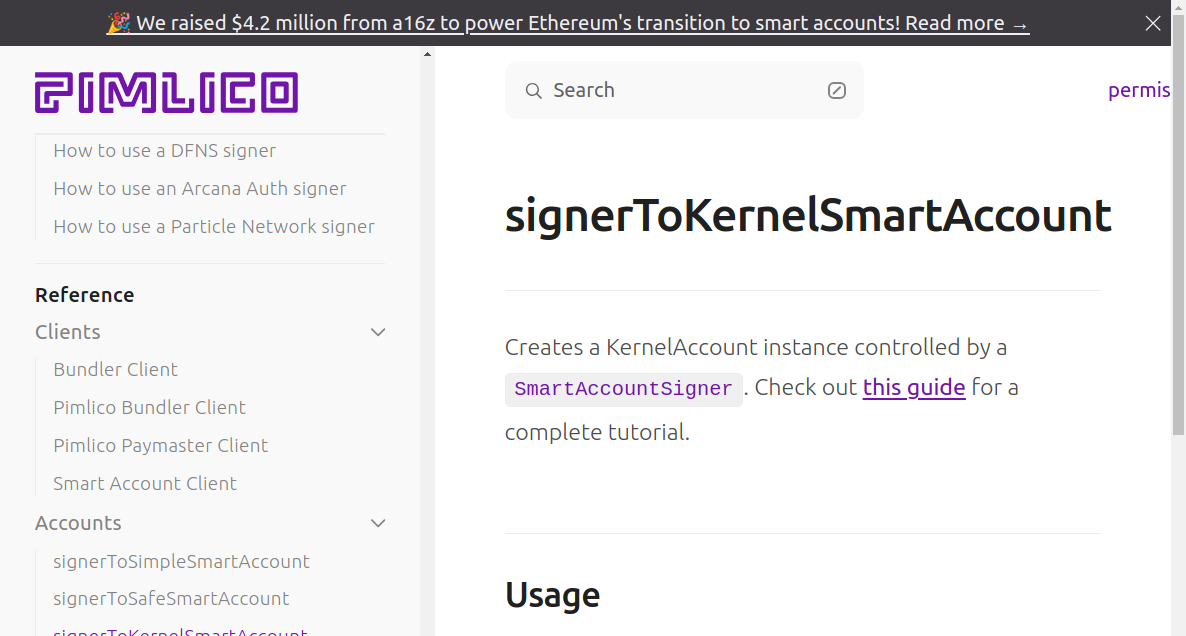 🎉 We raised $4.2 million from a16z to power Ethereum's transition to smart accounts! Read more →
PIMLICO
How to use a DFNS signer
How to use an Arcana Auth signer
How to use a Particle Network signer
Reference
Clients
Bundler Client
Pimlico Bundler Client
Pimlico Paymaster Client
Smart Account Client
Accounts
signerToSimpleSmartAccount
signerToSafeSmartAccount
signerToKernelSmartAccount
Search
permis
signerToKernelSmartAccount
Creates a KernelAccount instance controlled by a
SmartAccountSigner. Check out this guide for a
complete tutorial.
Usage